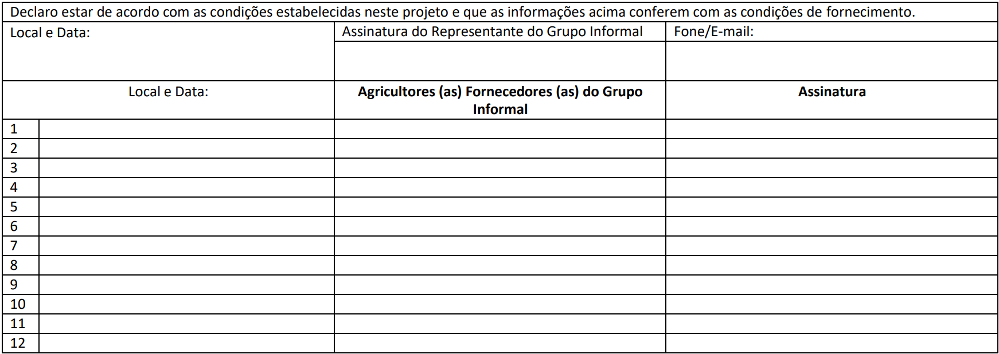 Declaro estar de acordo com as condições estabelecidas neste projeto e que as informações acima conferem com as condições de fornecimento.
Local e Data:
Assinatura do Representante do Grupo Informal
Fone/E-mail:
Local e Data:
Agricultores (as) Fornecedores (as) do Grupo
Informal
Assinatura
1
2
3
4
5
6
7
8
9
10
11
12